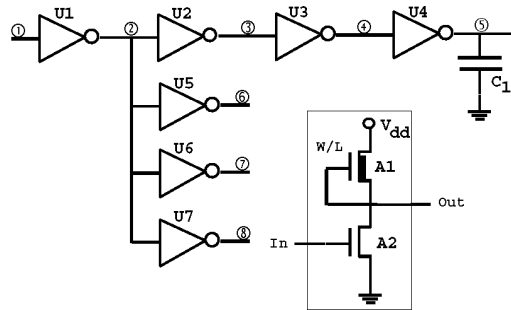 U1 U2 U3 U4
① ② ③ ④ ⑤
C1
U5
⑥
U6
⑦
U7
⑧
Vdd
W/L
A1
Out
In
A2